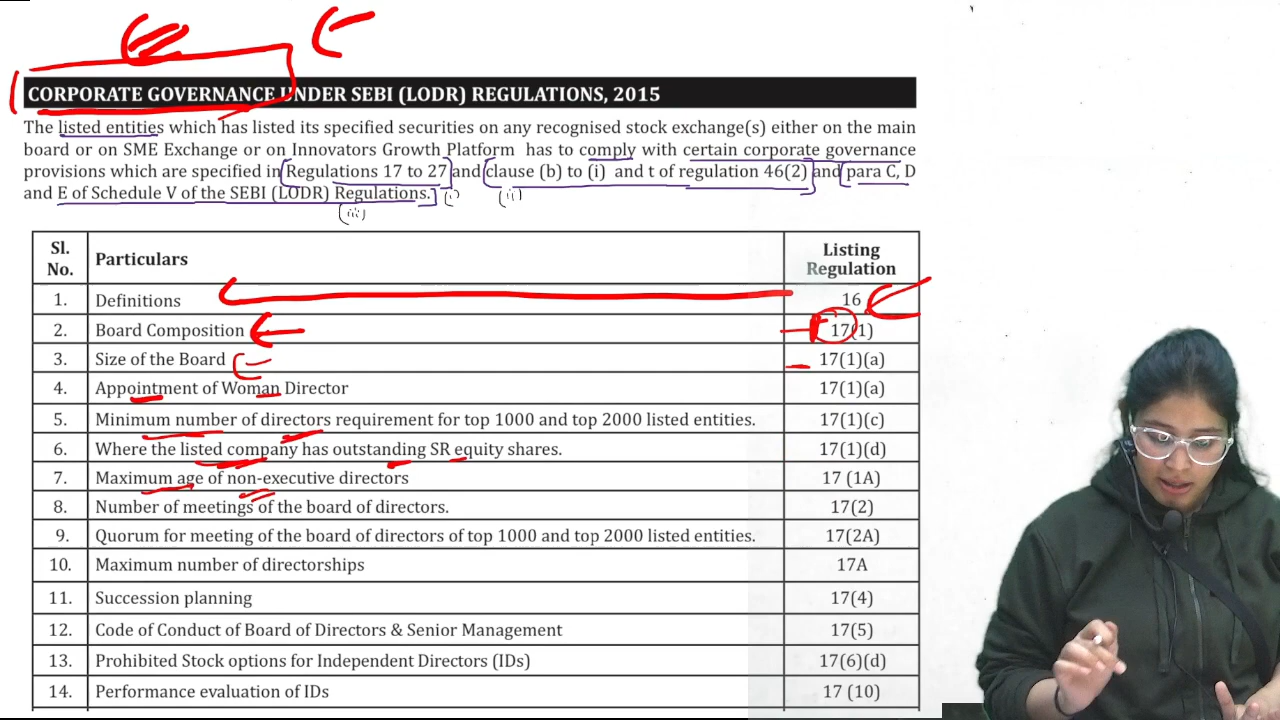 CORPORATE GOVERNANCE UNDER SEBI (LODR) REGULATIONS, 2015
The listed entities which has listed its specified securities on any recognised stock exchange(s) either on the main
board or on SME Exchange or on Innovators Growth Platform has to comply with certain corporate governance
provisions which are specified in Regulations 17 to 27 and clause (b) to (i) and t of regulation 46(2) and para C, D
and E of Schedule V of the SEBI (LODR) Regulations.
(i) (ii)
(iii)
Sl. No. Particulars Listing Regulation
1. Definitions 16
2. Board Composition 17(1)
3. Size of the Board 17(1)(a)
4. Appointment of Woman Director 17(1)(a)
5. Minimum number of directors requirement for top 1000 and top 2000 listed entities. 17(1)(c)
6. Where the listed company has outstanding SR equity shares. 17(1)(d)
7. Maximum age of non-executive directors 17 (1A)
8. Number of meetings of the board of directors. 17(2)
9. Quorum for meeting of the board of directors of top 1000 and top 2000 listed entities. 17(2A)
10. Maximum number of directorships 17A
11. Succession planning 17(4)
12. Code of Conduct of Board of Directors & Senior Management 17(5)
13. Prohibited Stock options for Independent Directors (IDs) 17(6)(d)
14. Performance evaluation of IDs 17 (10)